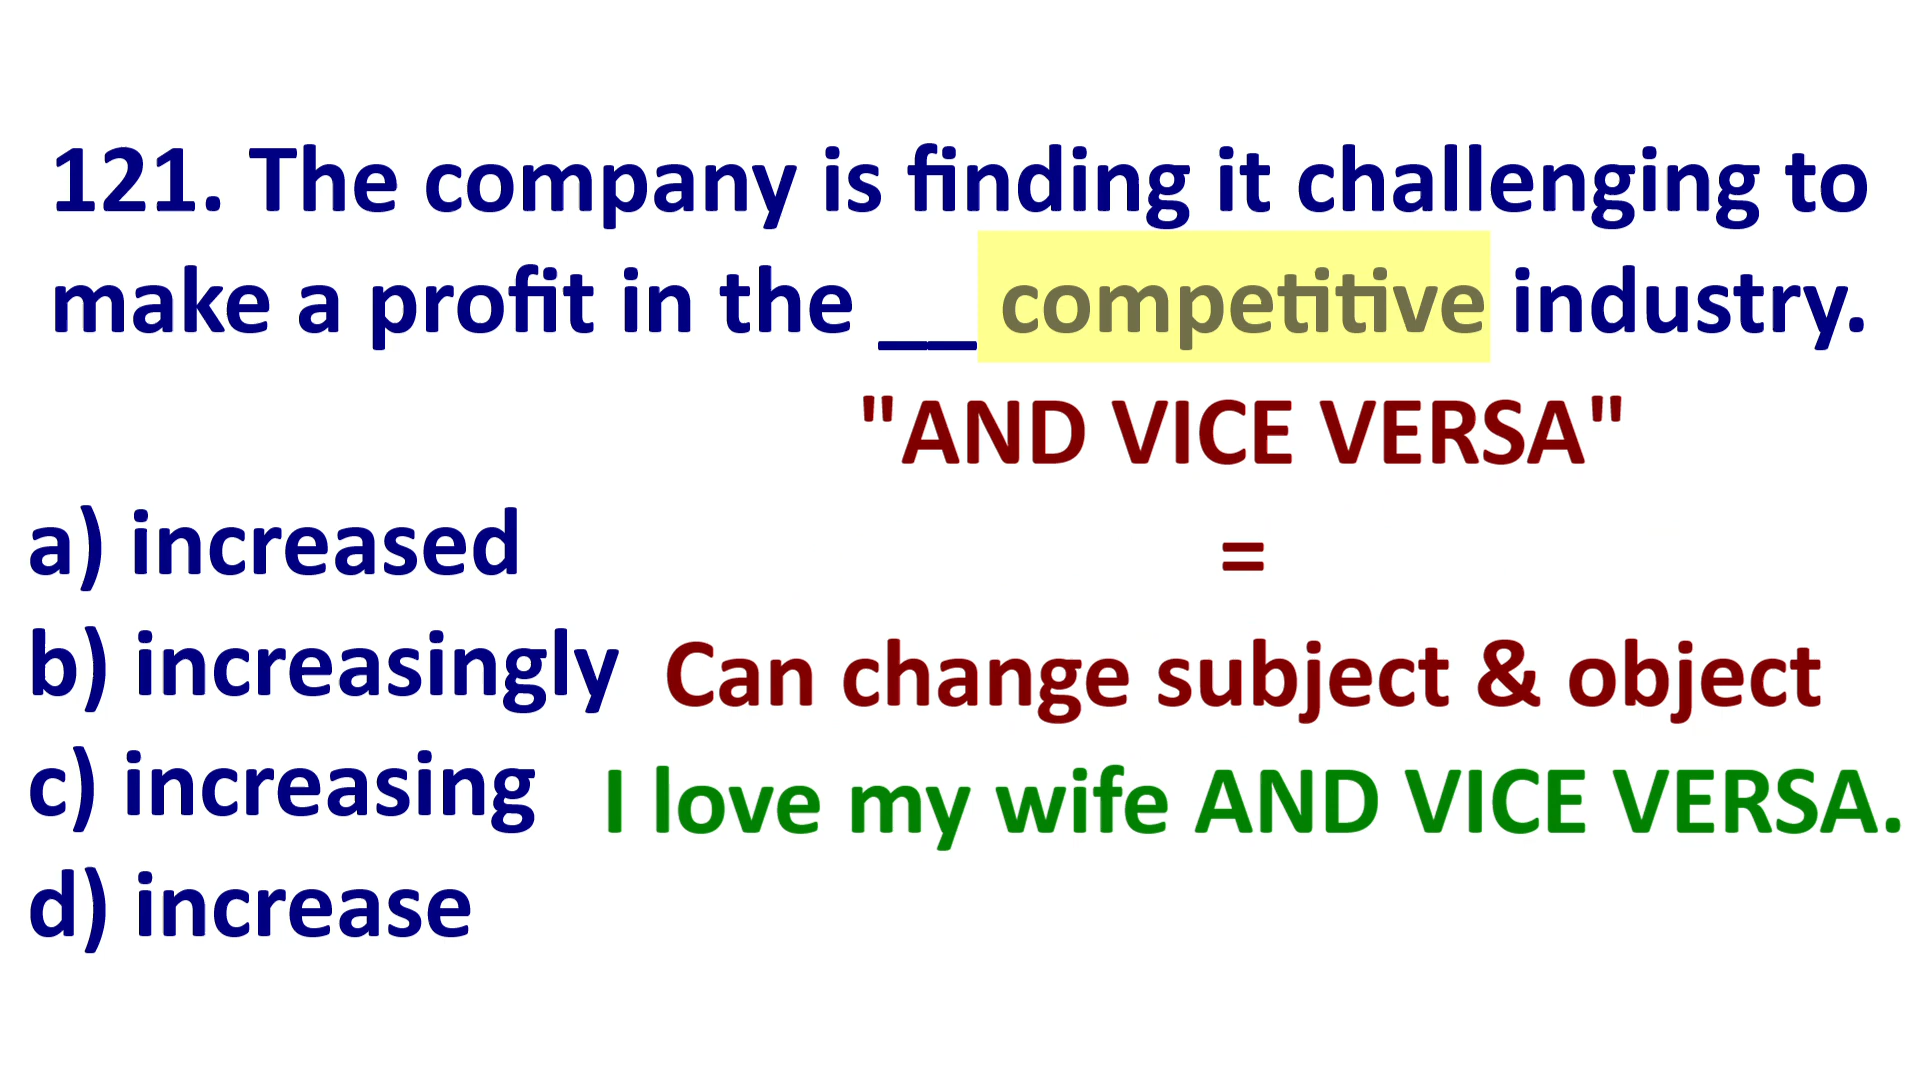 121. The company is finding it challenging to
make a profit in the __ competitive industry.
"AND VICE VERSA"
a) increased
=
b) increasingly
Can change subject & object
c) increasing
I love my wife AND VICE VERSA.
d) increase